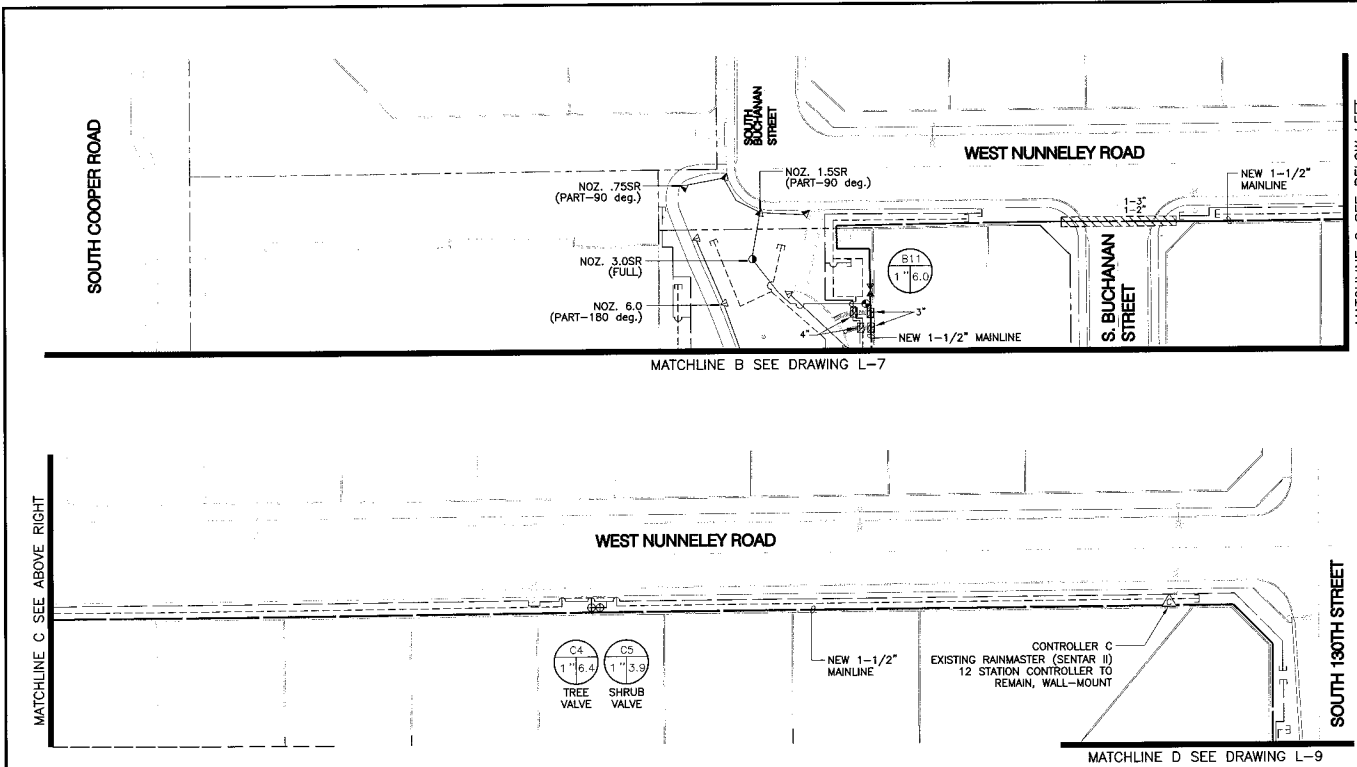 SOUTH COOPER ROAD
SOUTH
BUCHANAN
STREET
WEST NUNNELEY ROAD
NOZ. .75SR
(PART-90 deg.)
NOZ. 1.5SR
(PART-90 deg.)
NEW 1-1/2"
MAINLINE
1-3"
1-2"
NOZ. 3.0SR
(FULL)
B11
1" 6.0
NOZ. 6.0
(PART-180 deg.)
3"
4"
NEW 1-1/2" MAINLINE
S. BUCHANAN
STREET
MATCHLINE B SEE DRAWING L-7
MATCHLINE C SEE ABOVE RIGHT
WEST NUNNELEY ROAD
C4
1" 6.4
TREE
VALVE
C5
1" 3.9
SHRUB
VALVE
NEW 1-1/2"
MAINLINE
CONTROLLER C
EXISTING RAINMASTER (SENTAR II)
12 STATION CONTROLLER TO
REMAIN, WALL-MOUNT
SOUTH 130TH STREET
MATCHLINE D SEE DRAWING L-9